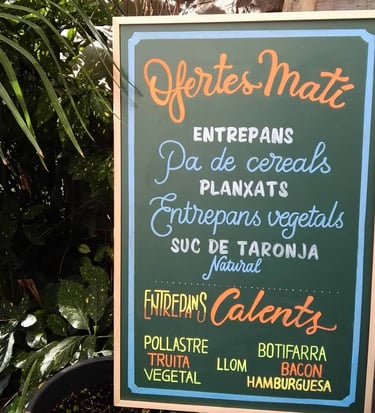 Ofertes Matí
ENTREPANS
Pa de cereals
PLANXATS
Entrepans vegetals
SUC DE TARONJA
Natural
ENTREPANS Calents
POLLASTRE
TRUITA
VEGETAL
LLOM
BOTIFARRA
BACON
HAMBURGUESA